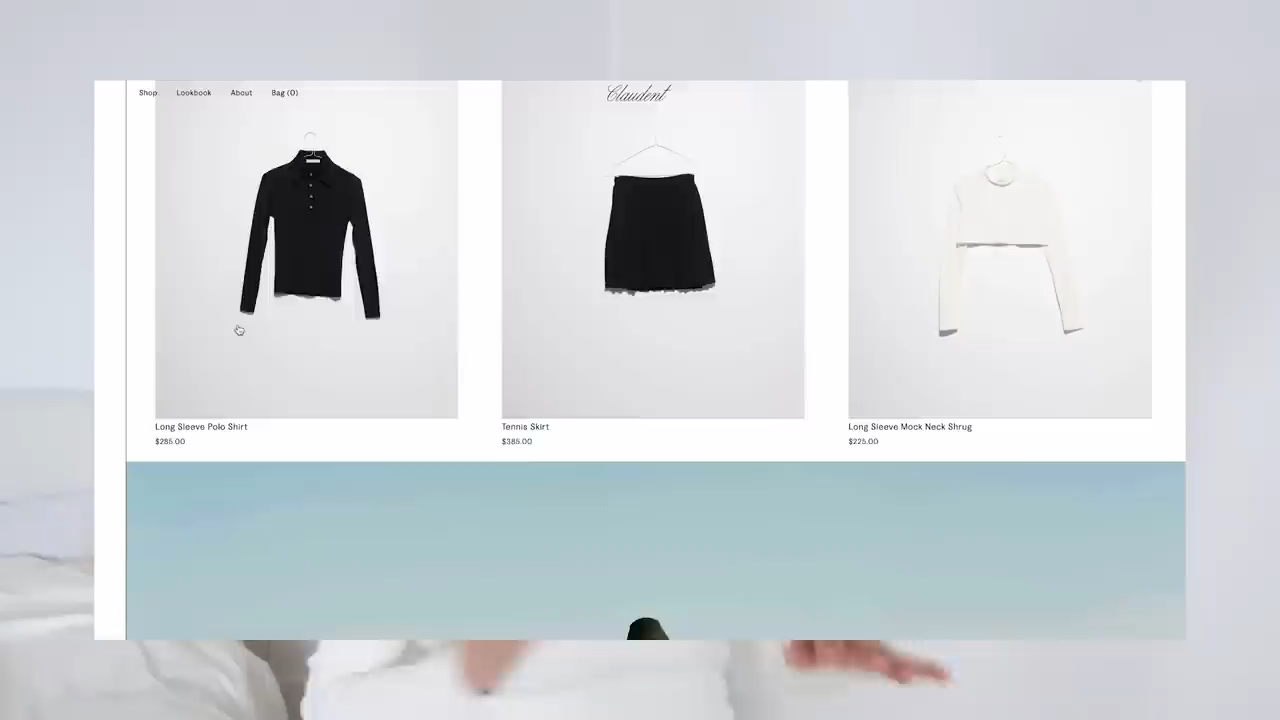 Shop Lookbook About Bag (0)
Claudent
Long Sleeve Polo Shirt
$285.00
Tennis Skirt
$385.00
Long Sleeve Mock Neck Shrug
$225.00